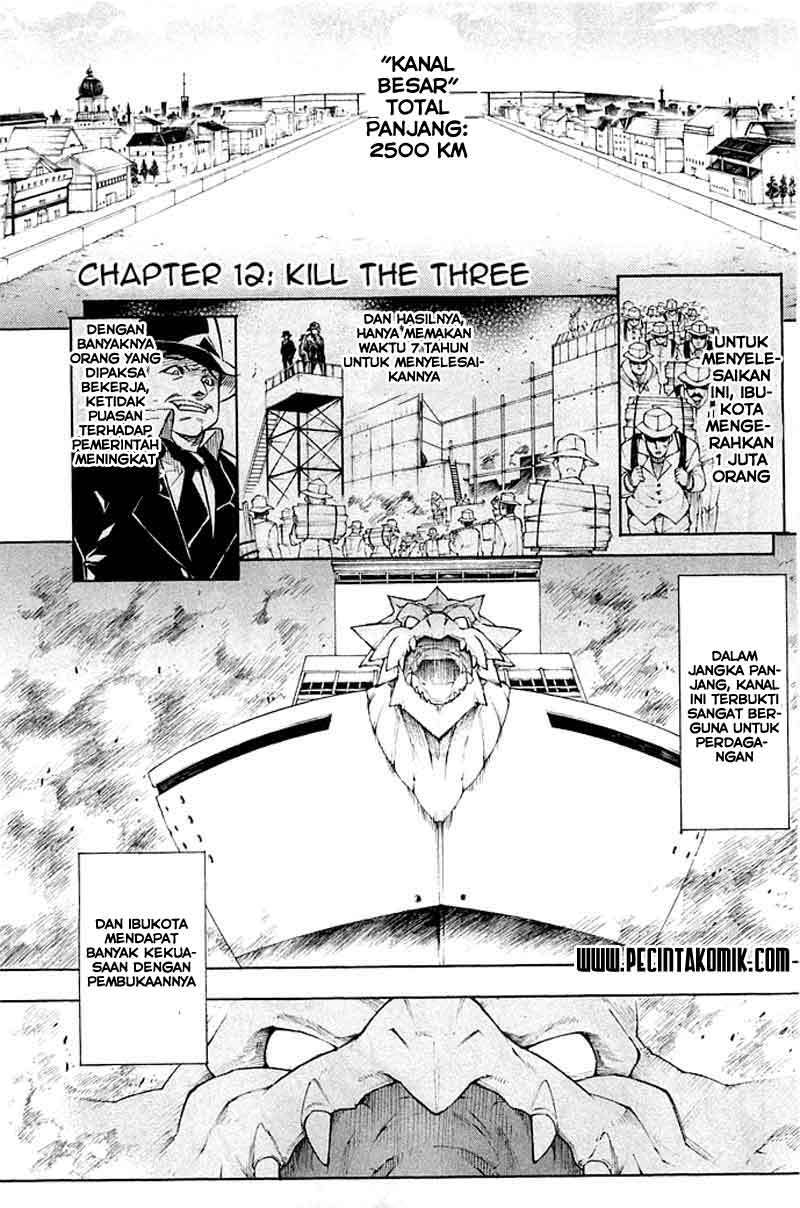 "KANAL
BESAR"
TOTAL
PANJANG:
2500 KM
CHAPTER 12: KILL THE THREE
UNTUK
MENYELE-
SAIKAN
INI, IBU-
KOTA
MENGE-
RAHKAN
1 JUTA
ORANG
DAN HASILNYA,
HANYA MEMAKAN
WAKTU 7 TAHUN
UNTUK MENYELESAI-
KANNYA
DENGAN
BANYAKNYA
ORANG YANG
DIPAKSA
BEKERJA,
KETIDAK
PUASAN
TERHADAP
PEMERINTAH
MENINGKAT
DALAM
JANGKA PAN-
JANG, KANAL
INI TERBUKTI
SANGAT BER-
GUNA UNTUK
PERDAGA-
NGAN
DAN IBUKOTA
MENDAPAT
BANYAK KEKUA-
SAAN DENGAN
PEMBUKAANNYA
WWW.PECINTAKOMIK.COM